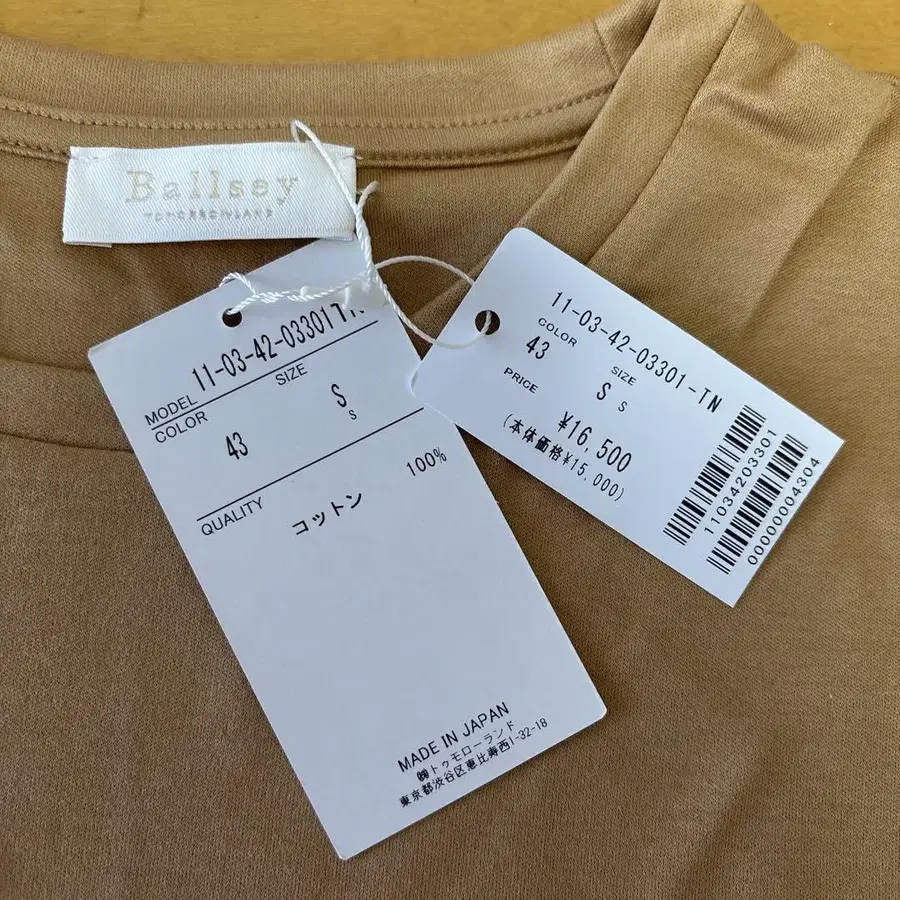 Ballsey
MODEL 11-03-42-03301
COLOR SIZE
43 S
S
QUALITY 100%
コットン
MADE IN JAPAN
㈱トゥモローランド
東京都渋谷区恵比寿西1-32-18
11-03-42-03301-TN
COLOR SIZE
43 S S
PRICE ¥16,500
(本体価格¥15,000)
11034203301
00000004304